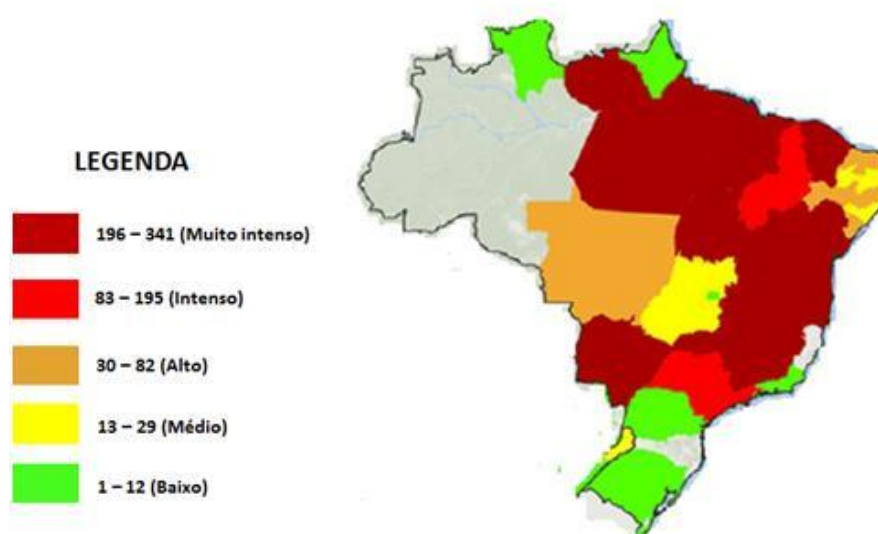 LEGENDA
196 – 341 (Muito intenso)
83 – 195 (Intenso)
30 – 82 (Alto)
13 – 29 (Médio)
1 – 12 (Baixo)